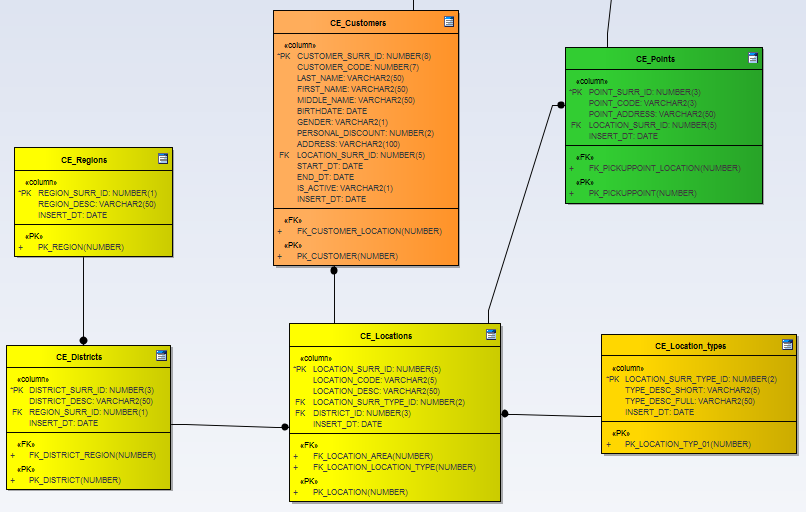 CE_Customers
«column»
*PK CUSTOMER_SURR_ID: NUMBER(8)
CUSTOMER_CODE: NUMBER(7)
LAST_NAME: VARCHAR2(50)
FIRST_NAME: VARCHAR2(50)
MIDDLE_NAME: VARCHAR2(50)
BIRTHDATE: DATE
GENDER: VARCHAR2(1)
PERSONAL_DISCOUNT: NUMBER(2)
ADDRESS: VARCHAR2(100)
FK LOCATION_SURR_ID: NUMBER(5)
START_DT: DATE
END_DT: DATE
IS_ACTIVE: VARCHAR2(1)
INSERT_DT: DATE
«FK»
+ FK_CUSTOMER_LOCATION(NUMBER)
«PK»
+ PK_CUSTOMER(NUMBER)
CE_Points
«column»
*PK POINT_SURR_ID: NUMBER(3)
POINT_CODE: VARCHAR2(3)
POINT_ADDRESS: VARCHAR2(50)
FK LOCATION_SURR_ID: NUMBER(5)
INSERT_DT: DATE
«FK»
+ FK_PICKUPPOINT_LOCATION(NUMBER)
«PK»
+ PK_PICKUPPOINT(NUMBER)
CE_Regions
«column»
*PK REGION_SURR_ID: NUMBER(1)
REGION_DESC: VARCHAR2(50)
INSERT_DT: DATE
«PK»
+ PK_REGION(NUMBER)
CE_Districts
«column»
*PK DISTRICT_SURR_ID: NUMBER(3)
DISTRICT_DESC: VARCHAR2(50)
FK REGION_SURR_ID: NUMBER(1)
INSERT_DT: DATE
«FK»
+ FK_DISTRICT_REGION(NUMBER)
«PK»
+ PK_DISTRICT(NUMBER)
CE_Locations
«column»
*PK LOCATION_SURR_ID: NUMBER(5)
LOCATION_CODE: VARCHAR2(5)
LOCATION_DESC: VARCHAR2(50)
FK LOCATION_SURR_TYPE_ID: NUMBER(2)
FK DISTRICT_ID: NUMBER(3)
INSERT_DT: DATE
«FK»
+ FK_LOCATION_AREA(NUMBER)
+ FK_LOCATION_LOCATION_TYPE(NUMBER)
«PK»
+ PK_LOCATION(NUMBER)
CE_Location_types
«column»
*PK LOCATION_SURR_TYPE_ID: NUMBER(2)
TYPE_DESC_SHORT: VARCHAR2(5)
TYPE_DESC_FULL: VARCHAR2(50)
INSERT_DT: DATE
«PK»
+ PK_LOCATION_TYP_01(NUMBER)